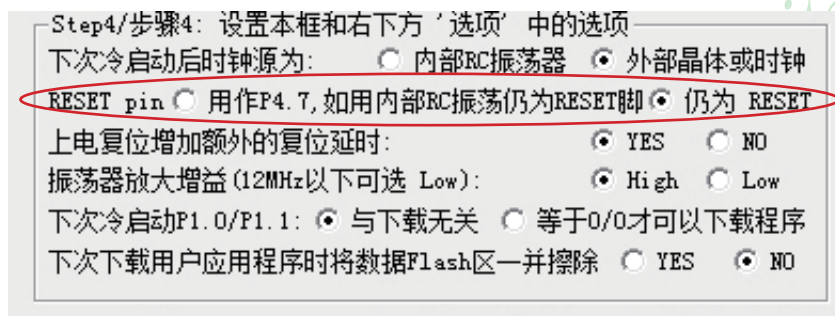 Step4/步骤4: 设置本框和右下方 '选项' 中的选项
下次冷启动后时钟源为: 内部RC振荡器 外部晶体或时钟
RESET pin 用作P4.7,如用内部RC振荡仍为RESET脚 仍为 RESET
上电复位增加额外的复位延时: YES NO
振荡器放大增益(12MHz以下可选 Low): High Low
下次冷启动P1.0/P1.1: 与下载无关 等于0/0才可以下载程序
下次下载用户应用程序时将数据Flash区一并擦除 YES NO